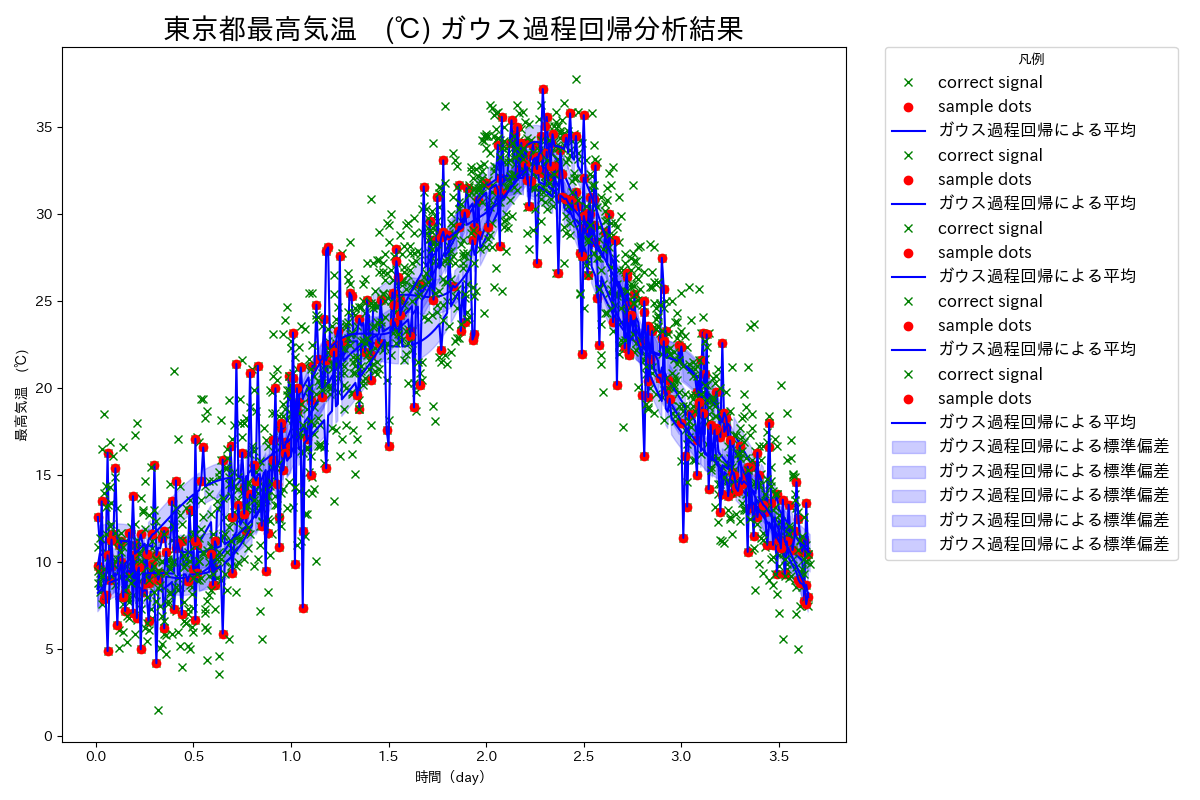 東京都最高気温　(℃) ガウス過程回帰分析結果
最高気温　(℃)
35
30
25
20
15
10
5
0
0.0 0.5 1.0 1.5 2.0 2.5 3.0 3.5
時間（day）
凡例
correct signal
sample dots
ガウス過程回帰による平均
correct signal
sample dots
ガウス過程回帰による平均
correct signal
sample dots
ガウス過程回帰による平均
correct signal
sample dots
ガウス過程回帰による平均
correct signal
sample dots
ガウス過程回帰による平均
ガウス過程回帰による標準偏差
ガウス過程回帰による標準偏差
ガウス過程回帰による標準偏差
ガウス過程回帰による標準偏差
ガウス過程回帰による標準偏差